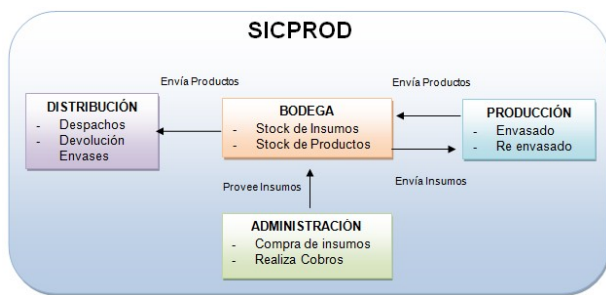 SICPROD
Envía Productos
Envía Productos
DISTRIBUCIÓN
- Despachos
- Devolución
Envases
BODEGA
- Stock de Insumos
- Stock de Productos
PRODUCCIÓN
- Envasado
- Re envasado
Provee Insumos
Envía Insumos
ADMINISTRACIÓN
- Compra de insumos
- Realiza Cobros